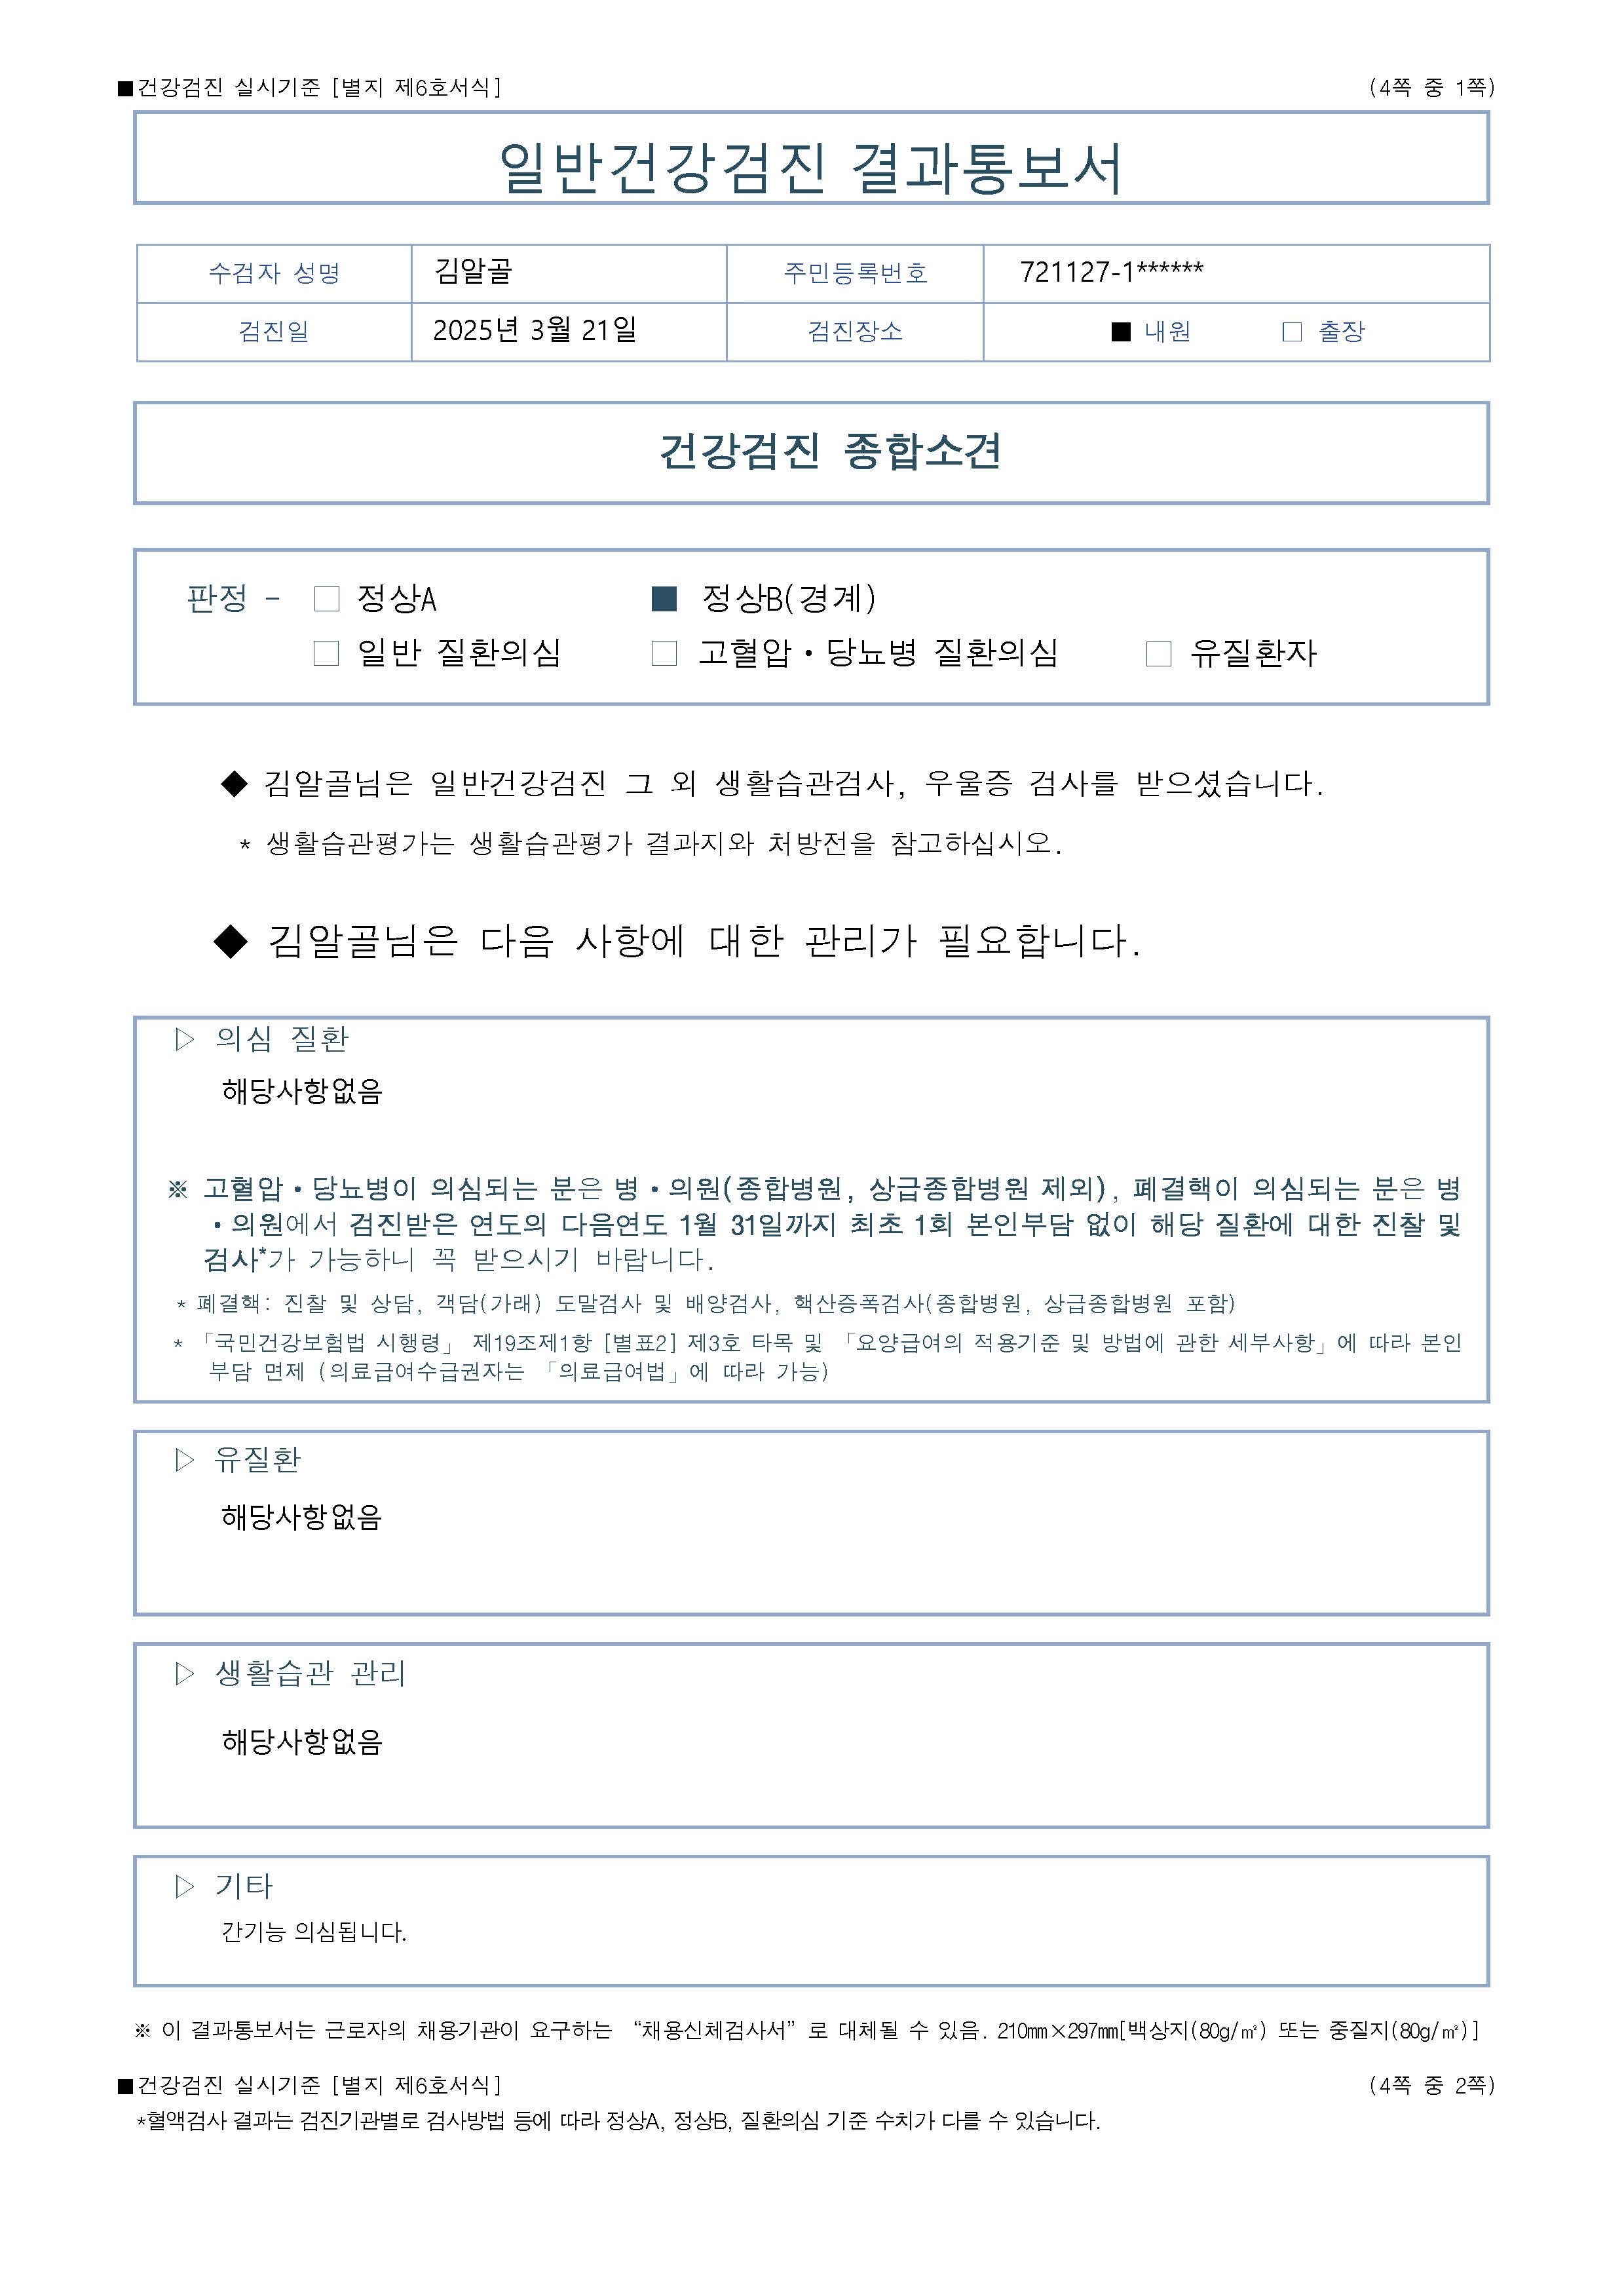 ■건강검진 실시기준 [별지 제6호서식] (4쪽 중 1쪽)
일반건강검진 결과통보서
수검자 성명 김알골 주민등록번호 721127-1******
검진일 2025년 3월 21일 검진장소 ■ 내원 □ 출장
건강검진 종합소견
판정 - □ 정상A ■ 정상B(경계)
□ 일반 질환의심 □ 고혈압・당뇨병 질환의심 □ 유질환자
◆ 김알골님은 일반건강검진 그 외 생활습관검사, 우울증 검사를 받으셨습니다.
* 생활습관평가는 생활습관평가 결과지와 처방전을 참고하십시오.
◆ 김알골님은 다음 사항에 대한 관리가 필요합니다.
▷ 의심 질환
해당사항없음
※ 고혈압・당뇨병이 의심되는 분은 병・의원(종합병원, 상급종합병원 제외), 폐결핵이 의심되는 분은 병
・의원에서 검진받은 연도의 다음연도 1월 31일까지 최초 1회 본인부담 없이 해당 질환에 대한 진찰 및
검사*가 가능하니 꼭 받으시기 바랍니다.
* 폐결핵: 진찰 및 상담, 객담(가래) 도말검사 및 배양검사, 핵산증폭검사(종합병원, 상급종합병원 포함)
* 「국민건강보험법 시행령」 제19조제1항 [별표2] 제3호 타목 및 「요양급여의 적용기준 및 방법에 관한 세부사항」에 따라 본인
부담 면제 (의료급여수급권자는 「의료급여법」에 따라 가능)
▷ 유질환
해당사항없음
▷ 생활습관 관리
해당사항없음
▷ 기타
간기능 의심됩니다.
※ 이 결과통보서는 근로자의 채용기관이 요구하는 “채용신체검사서”로 대체될 수 있음. 210㎜×297㎜[백상지(80g/㎡) 또는 중질지(80g/㎡)]
■건강검진 실시기준 [별지 제6호서식] (4쪽 중 2쪽)
*혈액검사 결과는 검진기관별로 검사방법 등에 따라 정상A, 정상B, 질환의심 기준 수치가 다를 수 있습니다.